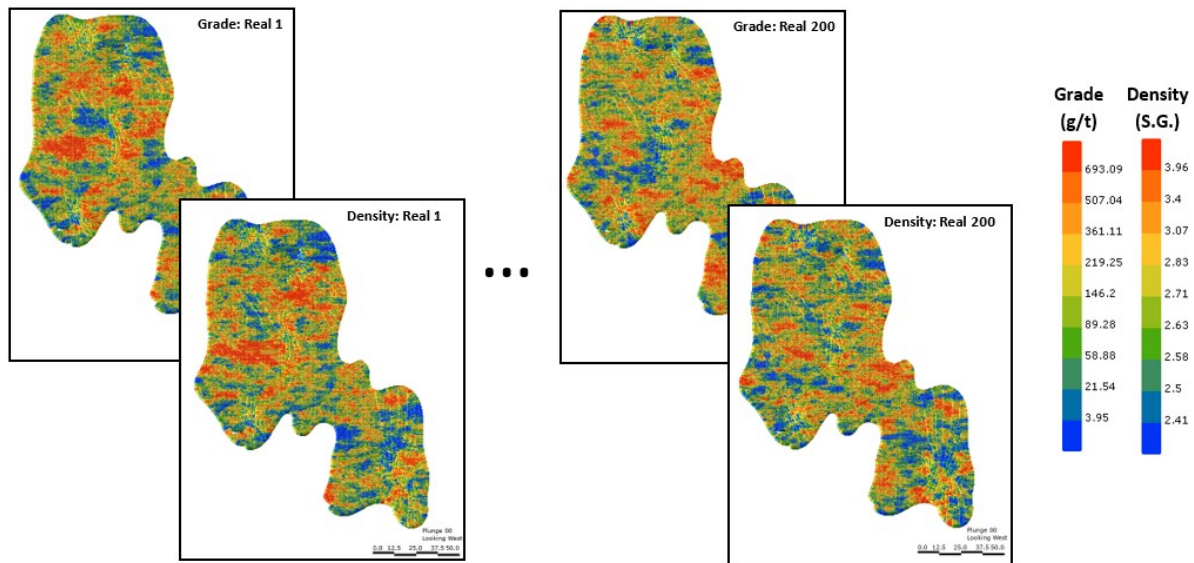 Grade: Real 1
Grade: Real 200
Density: Real 1
Density: Real 200
...
Plunge 00
Looking West
0.0 12.5 25.0 37.5 50.0
Plunge 00
Looking West
0.0 12.5 25.0 37.5 50.0
Grade
(g/t)
693.09
507.04
361.11
219.25
146.2
89.28
58.88
21.54
3.95
Density
(S.G.)
3.96
3.4
3.07
2.83
2.71
2.63
2.58
2.5
2.41